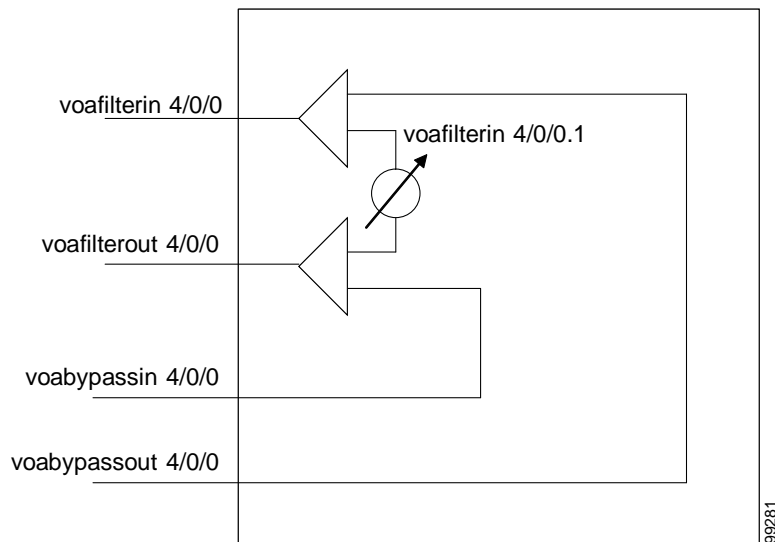 voafilterin 4/0/0
voafilterin 4/0/0.1
voafilterout 4/0/0
voabypassin 4/0/0
voabypassout 4/0/0
99281